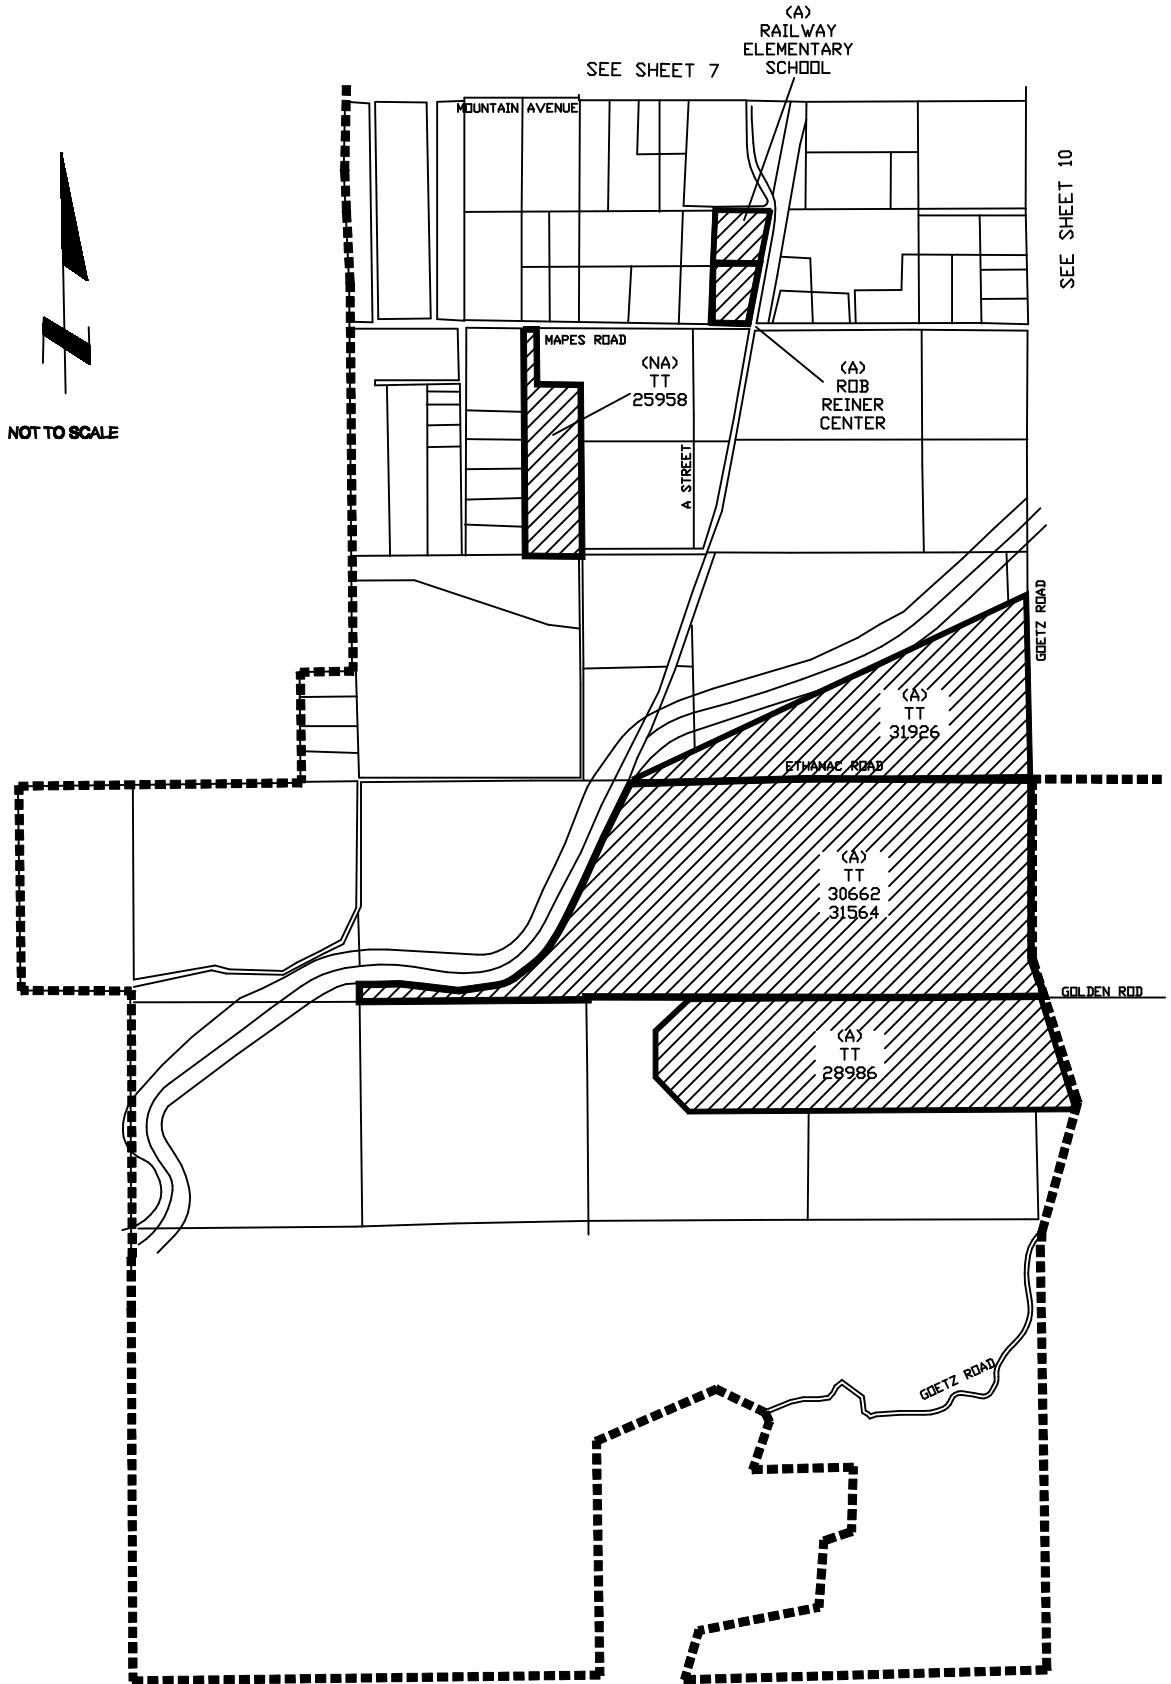 (A)
RAILWAY
ELEMENTARY
SCHOOL
SEE SHEET 7
MOUNTAIN AVENUE
SEE SHEET 10
NOT TO SCALE
MAPES ROAD
(NA)
TT
25958
(A)
ROB
REINER
CENTER
A STREET
GOETZ ROAD
(A)
TT
31926
ETHANAC ROAD
(A)
TT
30662
31564
GOLDEN ROD
(A)
TT
28986
GOETZ ROAD